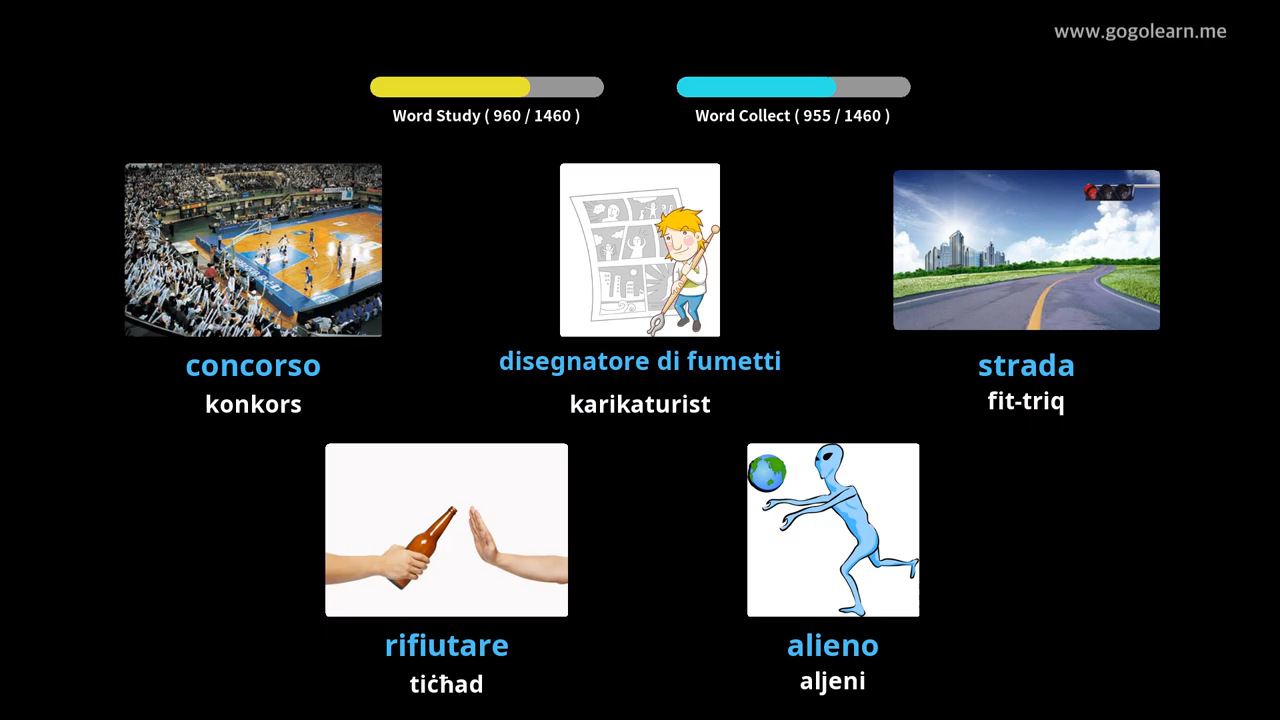 www.gogolearn.me
Word Study ( 960 / 1460 )
Word Collect ( 955 / 1460 )
concorso
konkors
disegnatore di fumetti
karikaturist
strada
fit-triq
rifiutare
tiċħad
alieno
aljeni